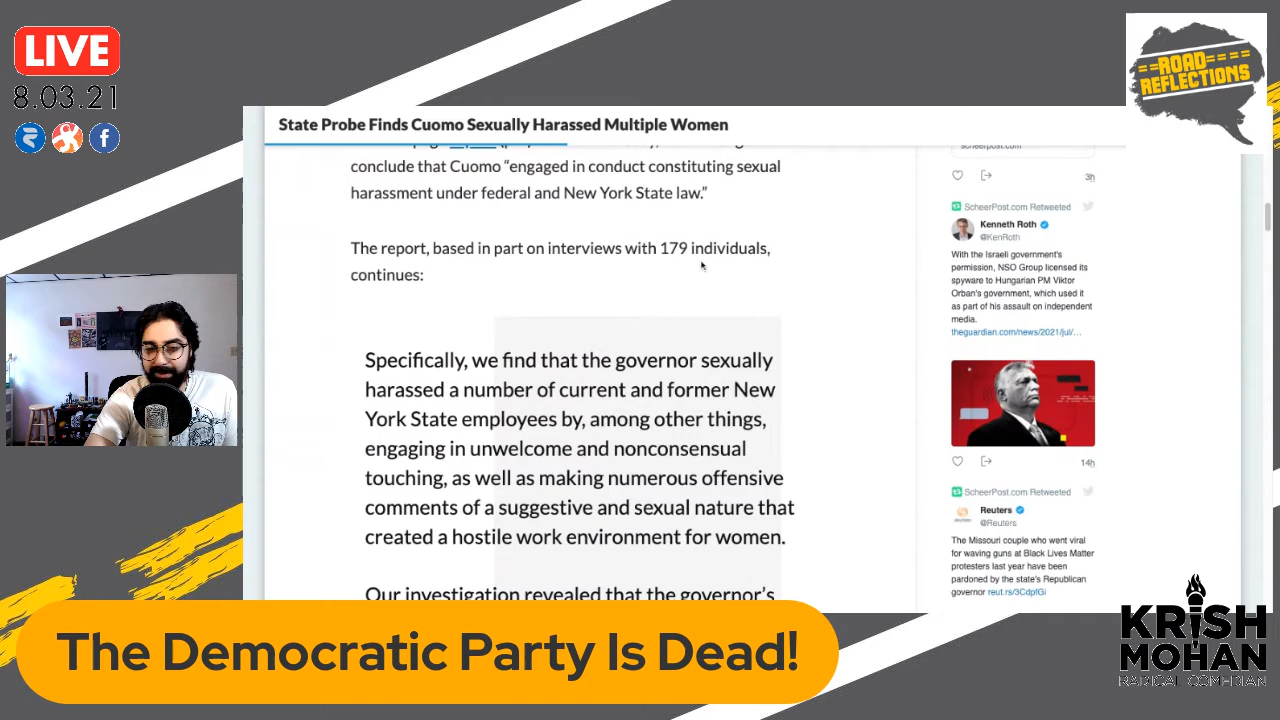 LIVE
8.03.21
==ROAD====
REFLECTIONS
State Probe Finds Cuomo Sexually Harassed Multiple Women
conclude that Cuomo “engaged in conduct constituting sexual
harassment under federal and New York State law.”
The report, based in part on interviews with 179 individuals,
continues:
Specifically, we find that the governor sexually
harassed a number of current and former New
York State employees by, among other things,
engaging in unwelcome and nonconsensual
touching, as well as making numerous offensive
comments of a suggestive and sexual nature that
created a hostile work environment for women.
Our investigation revealed that the governor’s
scheerpost.com
3h
ScheerPost.com Retweeted
Kenneth Roth
@KenRoth
With the Israeli government's
permission, NSO Group licensed its
spyware to Hungarian PM Viktor
Orban's government, which used it
as part of his assault on independent
media.
theguardian.com/news/2021/jul/…
14h
ScheerPost.com Retweeted
Reuters
@Reuters
The Missouri couple who went viral
for waving guns at Black Lives Matter
protesters last year have been
pardoned by the state's Republican
governor reut.rs/3CdpfGi
The Democratic Party Is Dead!
KRISH
MOHAN
RADICAL COMEDIAN